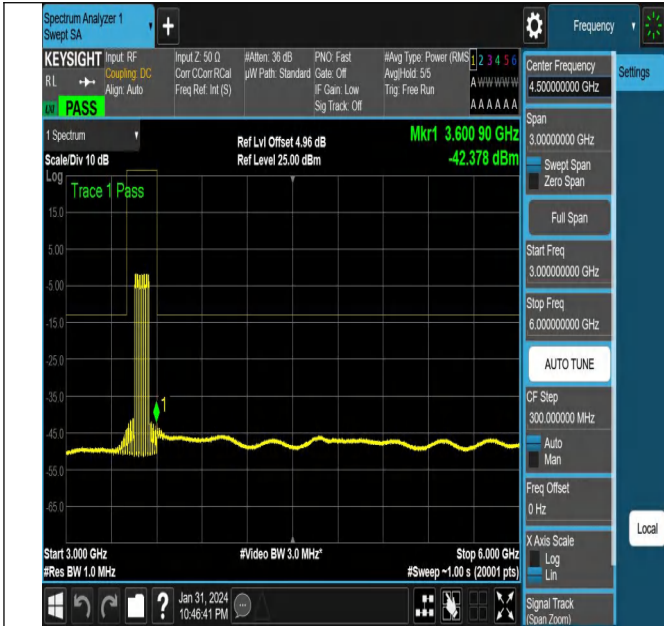 Spectrum Analyzer 1
Swept SA
+
Frequency
KEYSIGHT
RL
LXI
PASS
Input: RF
Coupling: DC
Align: Auto
Input Z: 50 Ω
Corr CCorr RCal
Freq Ref: Int (S)
#Atten: 36 dB
µW Path: Standard
PNO: Fast
Gate: Off
IF Gain: Low
Sig Track: Off
#Avg Type: Power (RMS
Avg|Hold: 5/5
Trig: Free Run
1 2 3 4 5 6
A W W W W W
A A A A A A
1 Spectrum
Scale/Div 10 dB
Ref Lvl Offset 4.96 dB
Ref Level 25.00 dBm
Mkr1 3.600 90 GHz
-42.378 dBm
Log
Trace 1 Pass
15.0
5.00
-5.00
-15.0
-25.0
-35.0
-45.0
-55.0
-65.0
1
Start 3.000 GHz
#Res BW 1.0 MHz
#Video BW 3.0 MHz*
Stop 6.000 GHz
#Sweep ~1.00 s (20001 pts)
?
Jan 31, 2024
10:46:41 PM
Center Frequency
4.500000000 GHz
Span
3.00000000 GHz
Swept Span
Zero Span
Full Span
Start Freq
3.000000000 GHz
Stop Freq
6.000000000 GHz
AUTO TUNE
CF Step
300.000000 MHz
Auto
Man
Freq Offset
0 Hz
X Axis Scale
Log
Lin
Signal Track
(Span Zoom)
Settings
Local